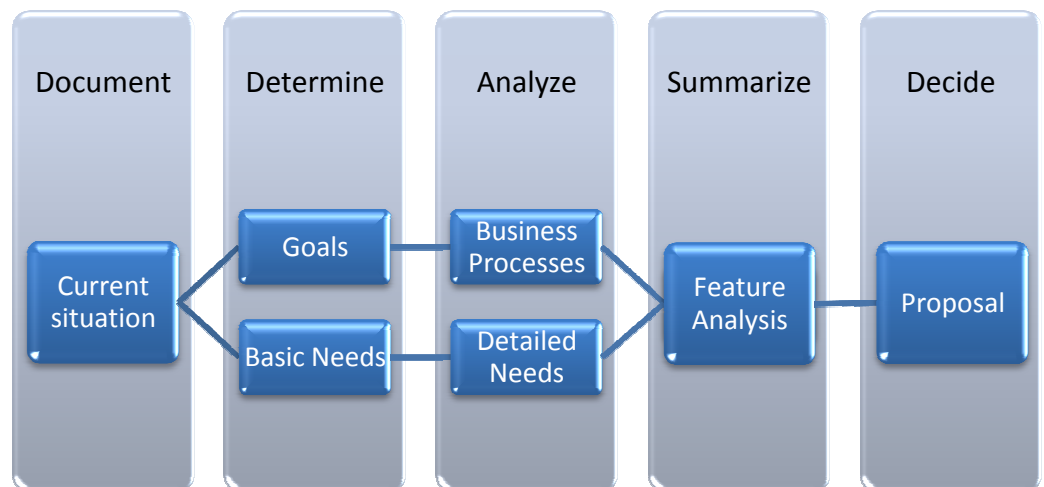 Document
Determine
Analyze
Summarize
Decide
Current
situation
Goals
Basic Needs
Business
Processes
Detailed
Needs
Feature
Analysis
Proposal